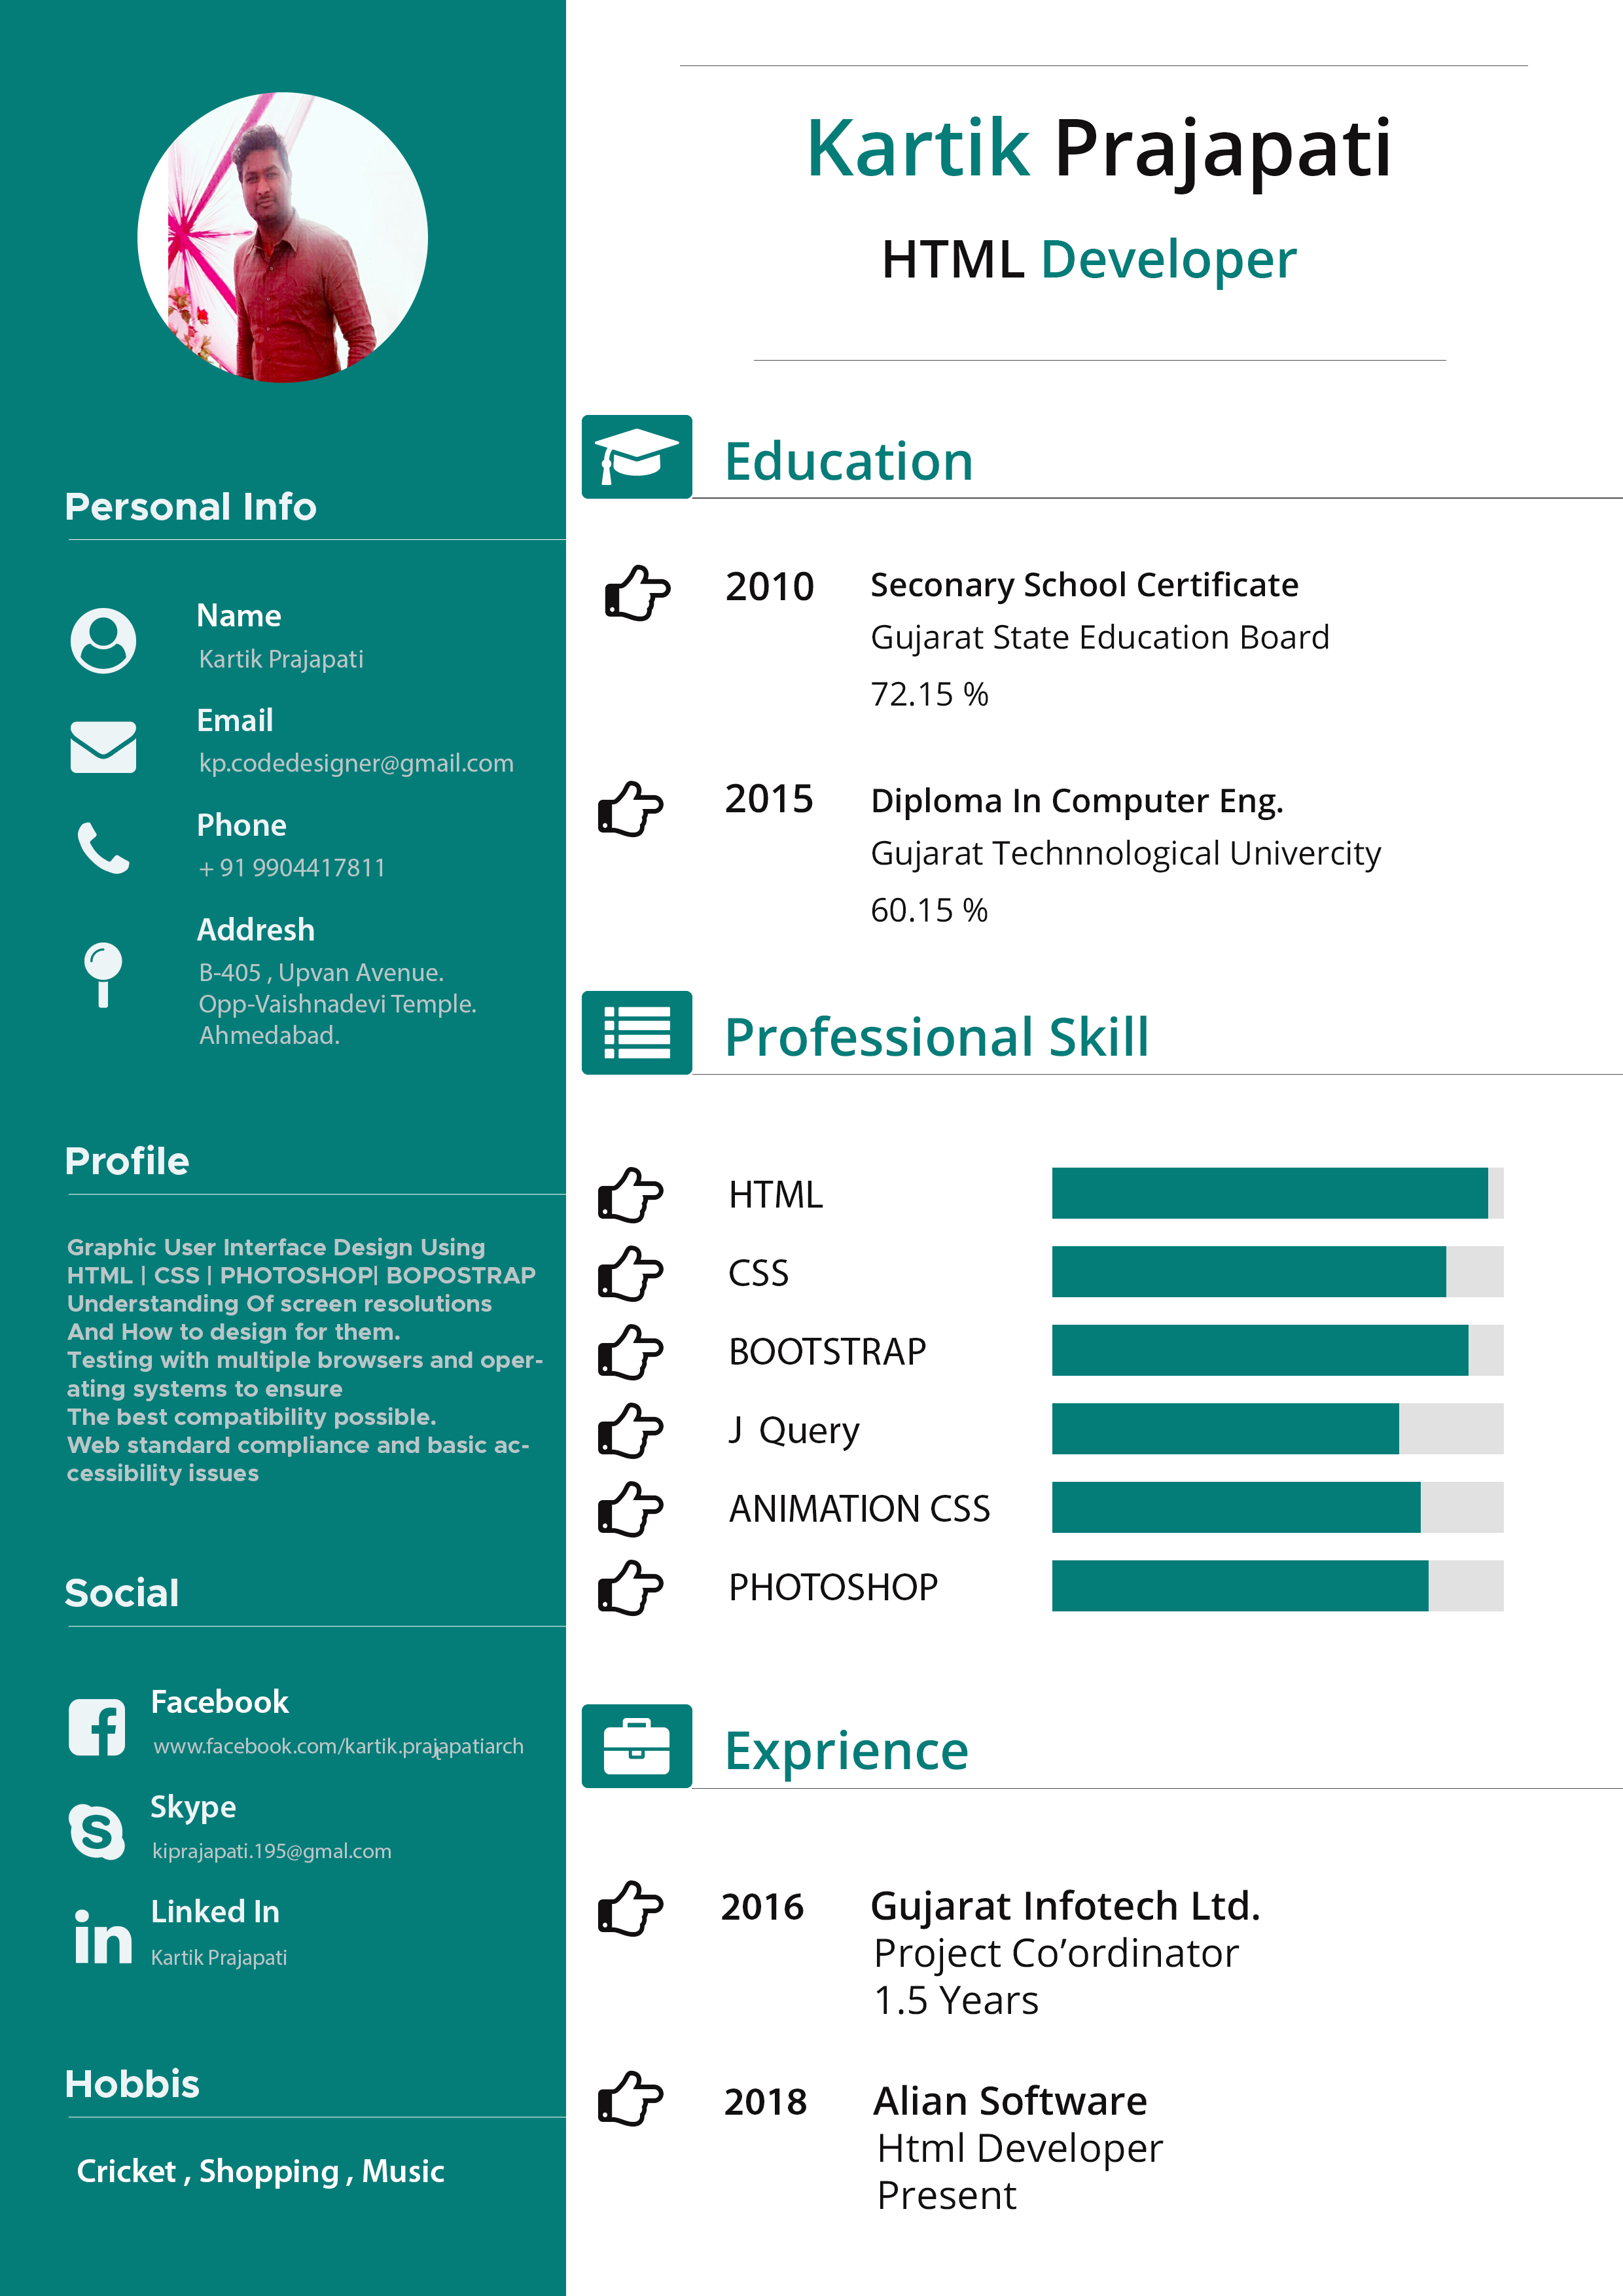 Kartik Prajapati
HTML Developer
Personal Info
Name
Kartik Prajapati
Email
kp.codedesigner@gmail.com
Phone
+ 91 9904417811
Addresh
B-405 , Upvan Avenue.
Opp-Vaishnadevi Temple.
Ahmedabad.
Profile
Graphic User Interface Design Using
HTML | CSS | PHOTOSHOP| BOPOSTRAP
Understanding Of screen resolutions
And How to design for them.
Testing with multiple browsers and oper-
ating systems to ensure
The best compatibility possible.
Web standard compliance and basic ac-
cessibility issues
Social
Facebook
www.facebook.com/kartik.prajapatiarch
Skype
kiprajapati.195@gmal.com
Linked In
Kartik Prajapati
Hobbis
Cricket , Shopping , Music
Education
2010 Seconary School Certificate
Gujarat State Education Board
72.15 %
2015 Diploma In Computer Eng.
Gujarat Technnological Univercity
60.15 %
Professional Skill
HTML
CSS
BOOTSTRAP
J Query
ANIMATION CSS
PHOTOSHOP
Exprience
2016 Gujarat Infotech Ltd.
Project Co’ordinator
1.5 Years
2018 Alian Software
Html Developer
Present